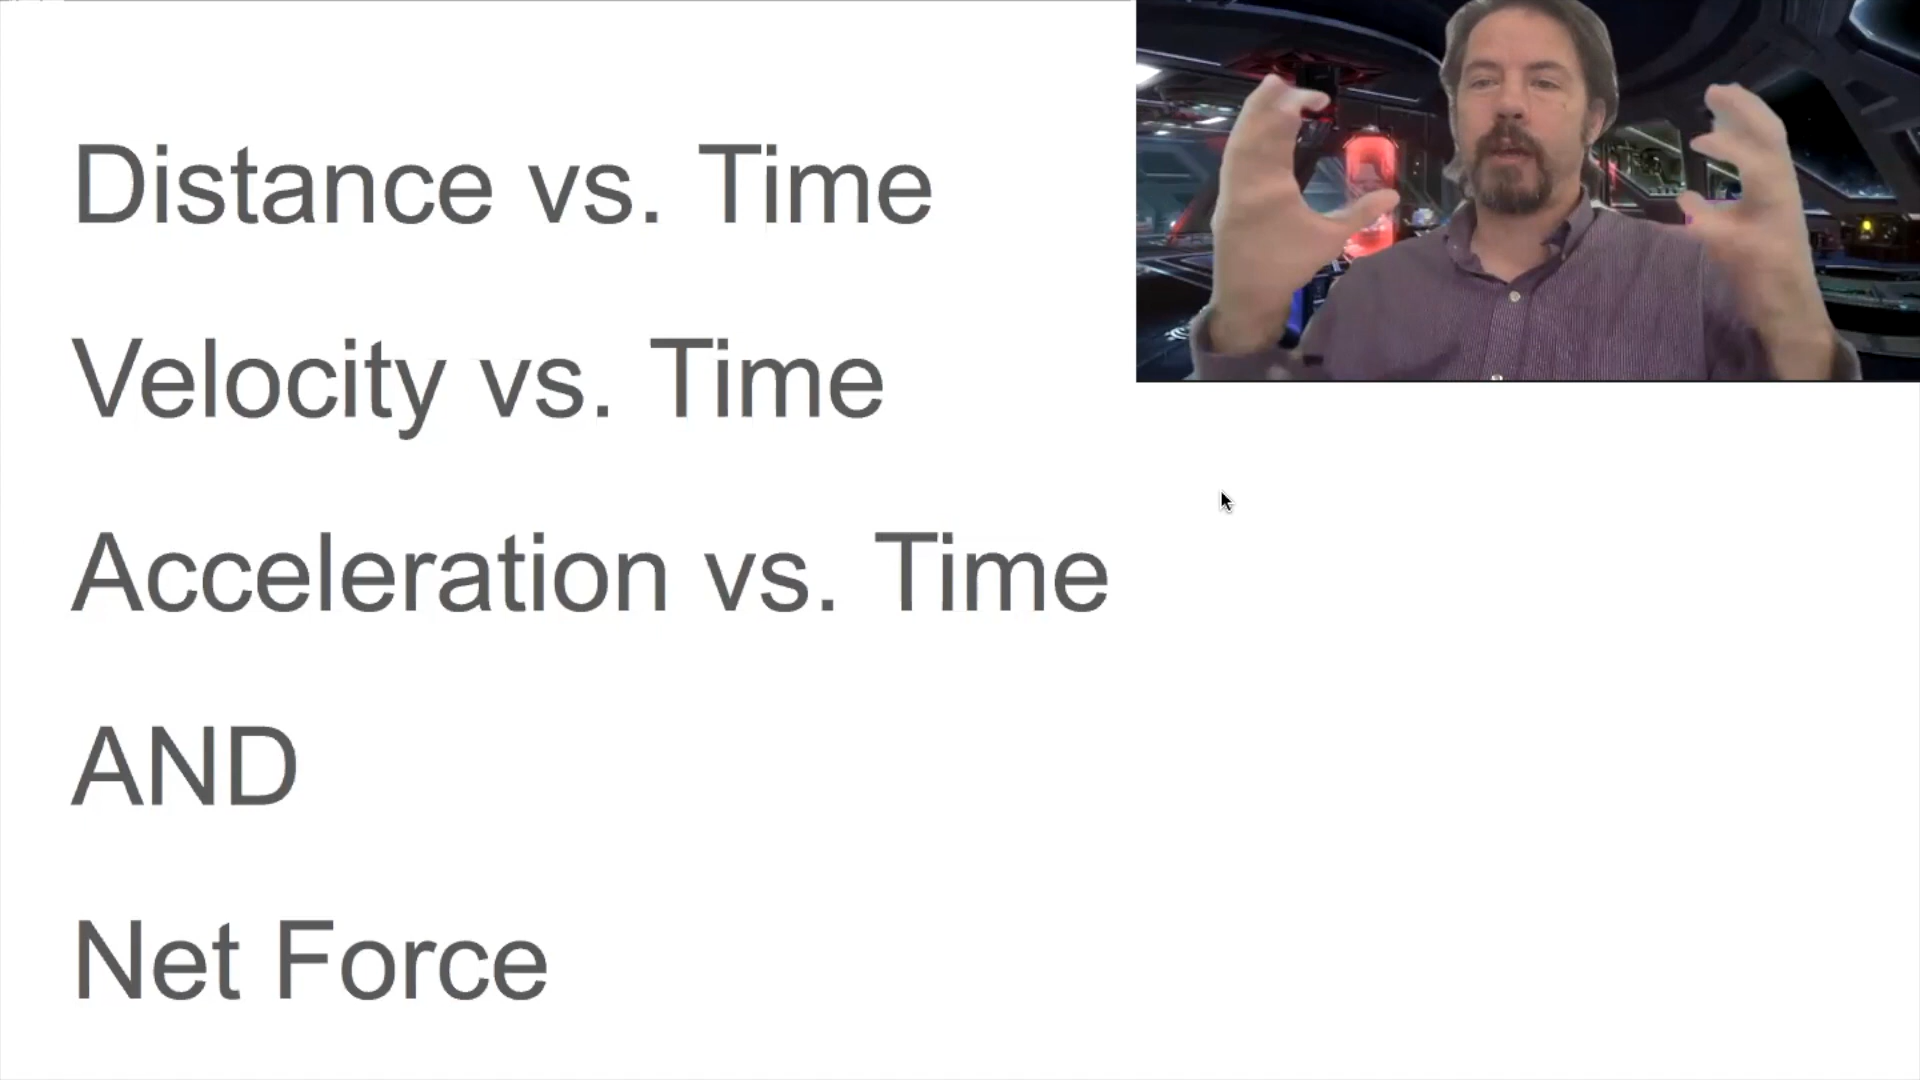 Distance vs. Time
Velocity vs. Time
Acceleration vs. Time
AND
Net Force